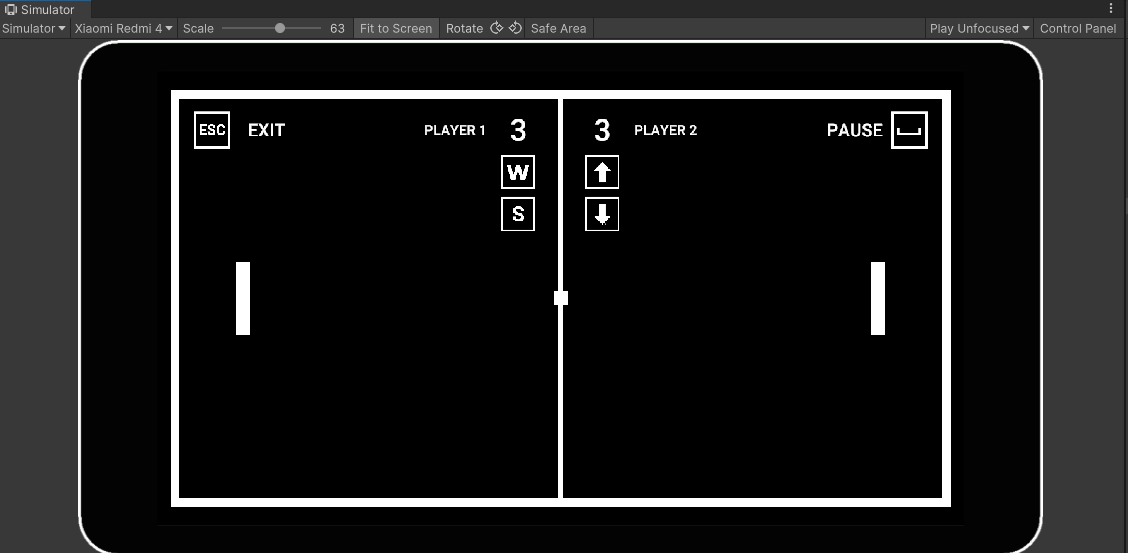 Simulator
Simulator Xiaomi Redmi 4 Scale 63 Fit to Screen Rotate Safe Area Play Unfocused Control Panel
ESC EXIT PLAYER 1 3 3 PLAYER 2 PAUSE
W
S